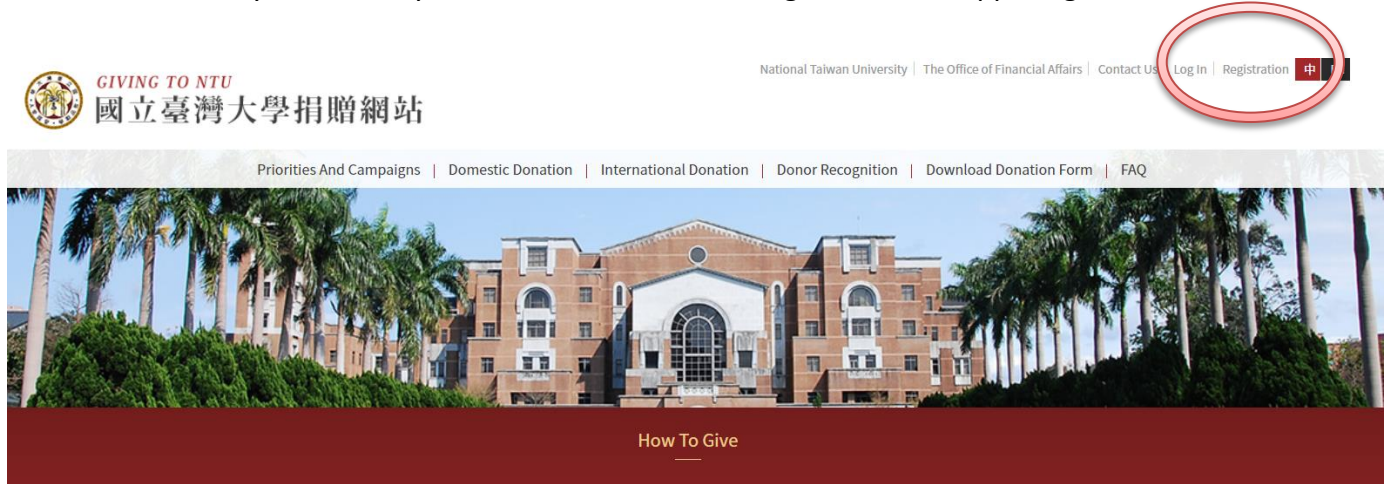 National Taiwan University | The Office of Financial Affairs | Contact Us | Log In | Registration 中
GIVING TO NTU
國立臺灣大學捐贈網站
Priorities And Campaigns | Domestic Donation | International Donation | Donor Recognition | Download Donation Form | FAQ
How To Give